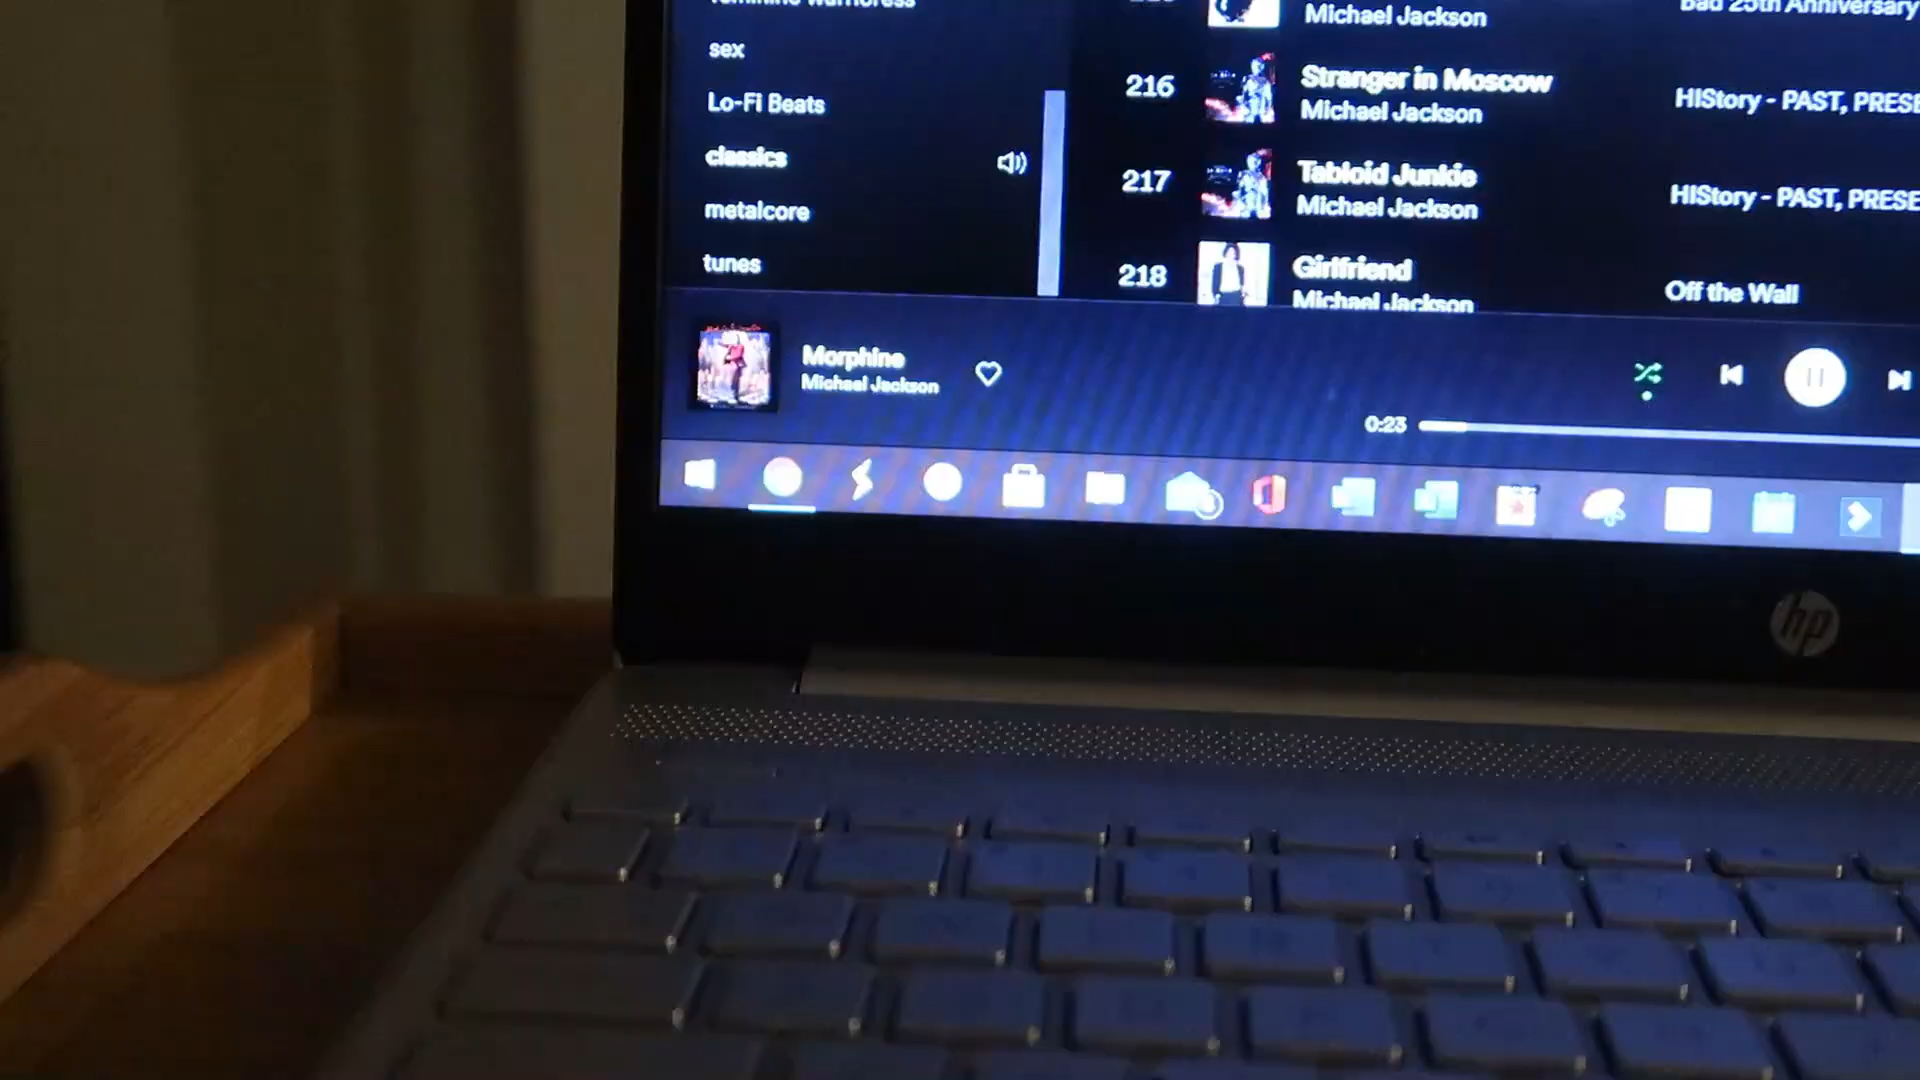 feminine warrioress
sex
Lo-Fi Beats
classics
metalcore
tunes
Michael Jackson
Bad 25th Anniversary
216
Stranger in Moscow
Michael Jackson
HIStory - PAST, PRESE
217
Tabloid Junkie
Michael Jackson
HIStory - PAST, PRESE
218
Girlfriend
Michael Jackson
Off the Wall
Morphine
Michael Jackson
0:23
hp